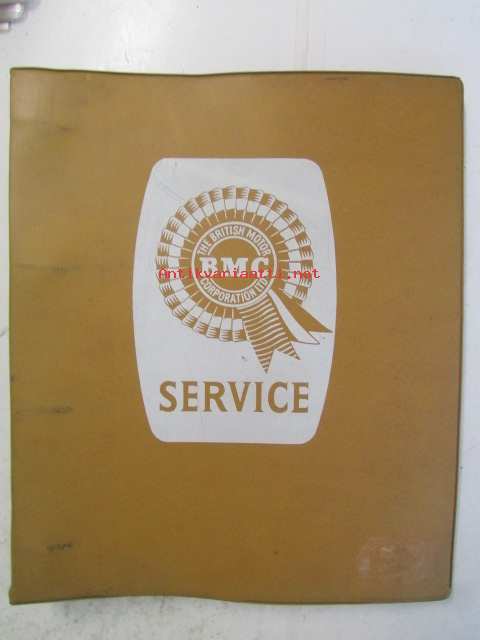 THE BRITISH MOTOR
BMC
CORPORATION LTD
Antikvariaatti.net
SERVICE